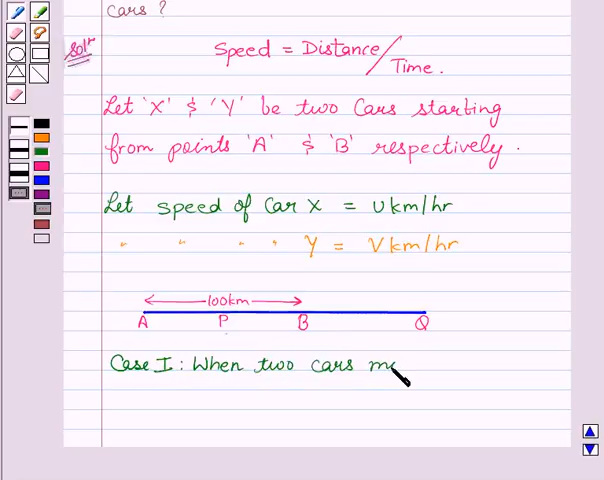 cars ?
Solⁿ
Speed = Distance/Time.
Let 'X' & 'Y' be two Cars starting
from points 'A' & 'B' respectively.
Let speed of Car X = u km/hr
" " " " Y = V km/hr
100km
A P B Q
Case I : When two cars m